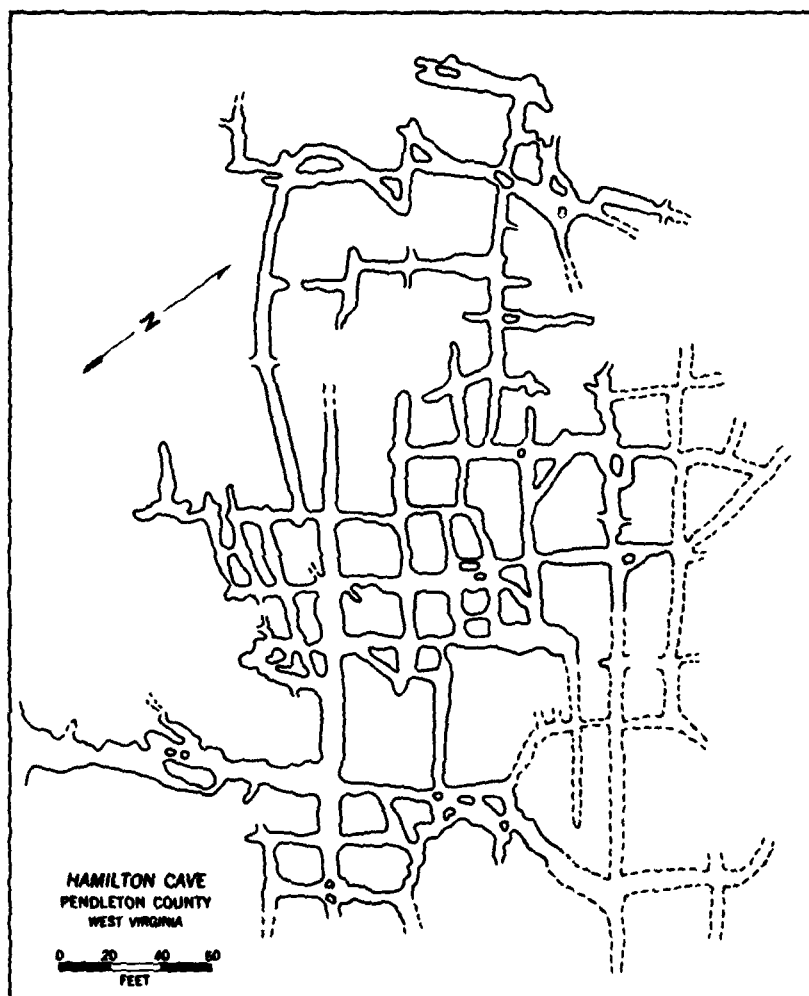 N
HAMILTON CAVE
PENDLETON COUNTY
WEST VIRGINIA
0 20 40 60
FEET